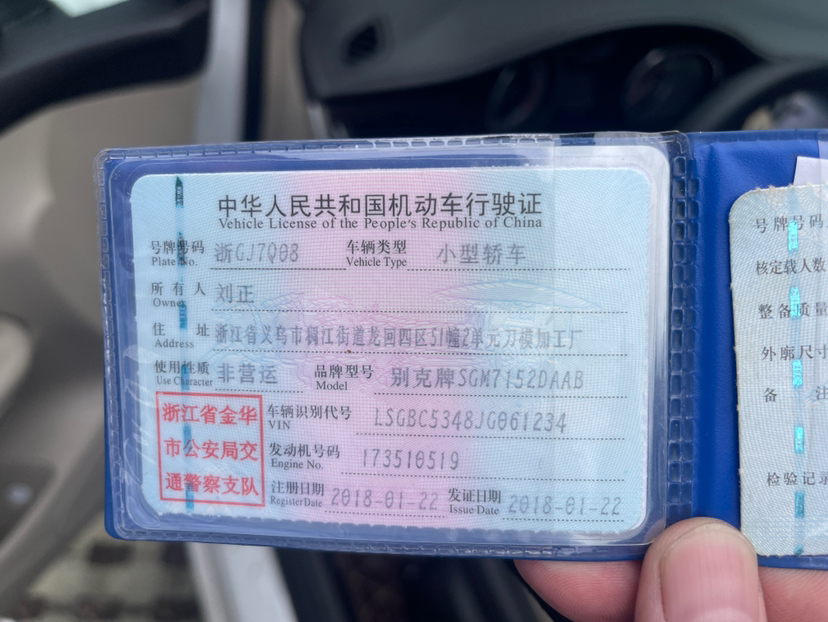 中华人民共和国机动车行驶证
Vehicle License of the People's Republic of China
号牌号码 浙GJ7Q08 车辆类型 小型轿车
Plate No. Vehicle Type
所有人 刘正
Owner
住址 浙江省义乌市稠江街道龙回四区51幢2单元刀模加工厂
Address
使用性质 非营运 品牌型号 别克牌SGM7152DAAB
Use Character Model
浙江省金华
市公安局交
通警察支队
车辆识别代号 LSGBC5348JG061234
VIN
发动机号码 173510519
Engine No.
注册日期 2018-01-22 发证日期 2018-01-22
Register Date Issue Date
号牌号码
核定载人数
整备质量
外廓尺寸
备注
检验记录